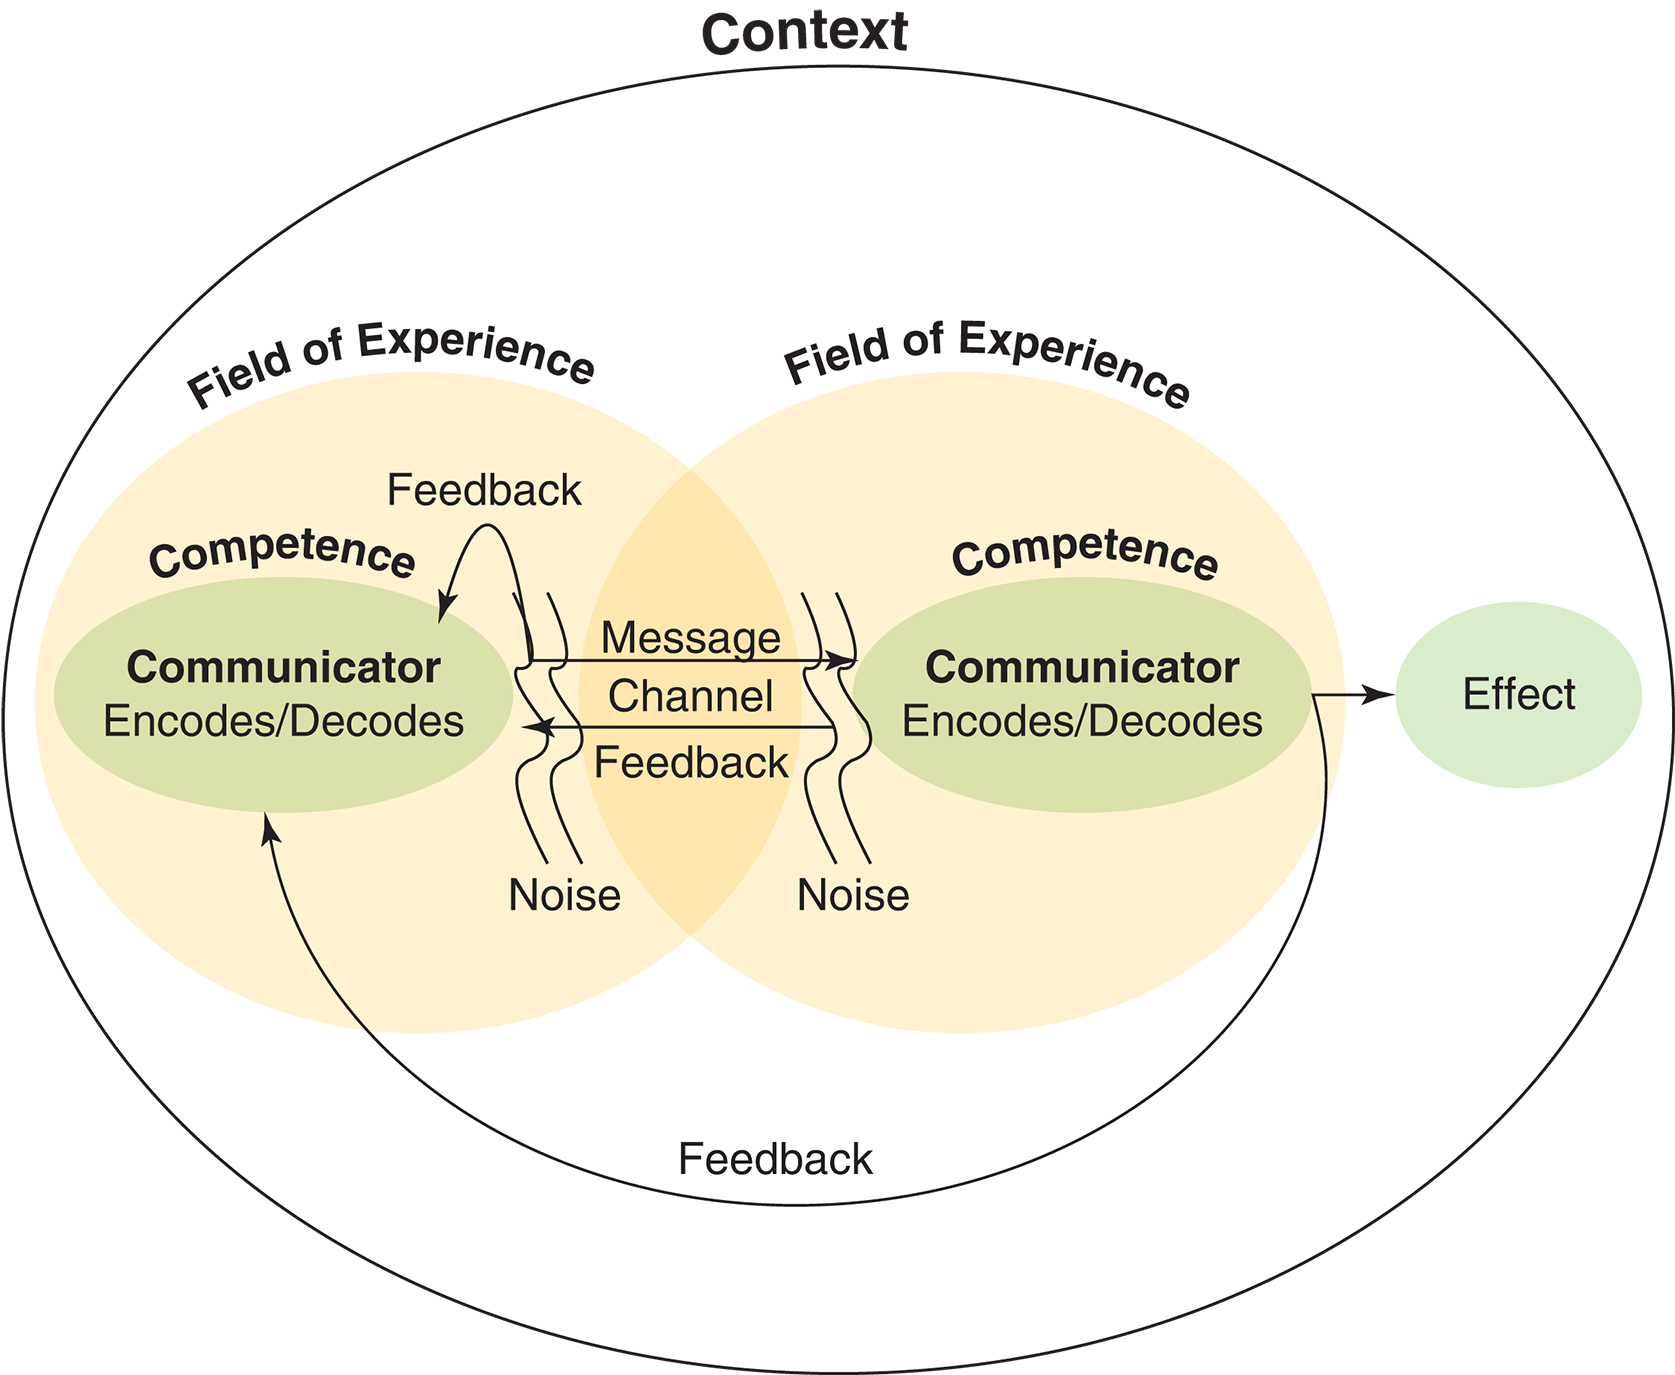 Context
Field of Experience
Field of Experience
Feedback
Competence
Competence
Communicator
Encodes/Decodes
Message
Channel
Feedback
Communicator
Encodes/Decodes
Effect
Noise
Noise
Feedback